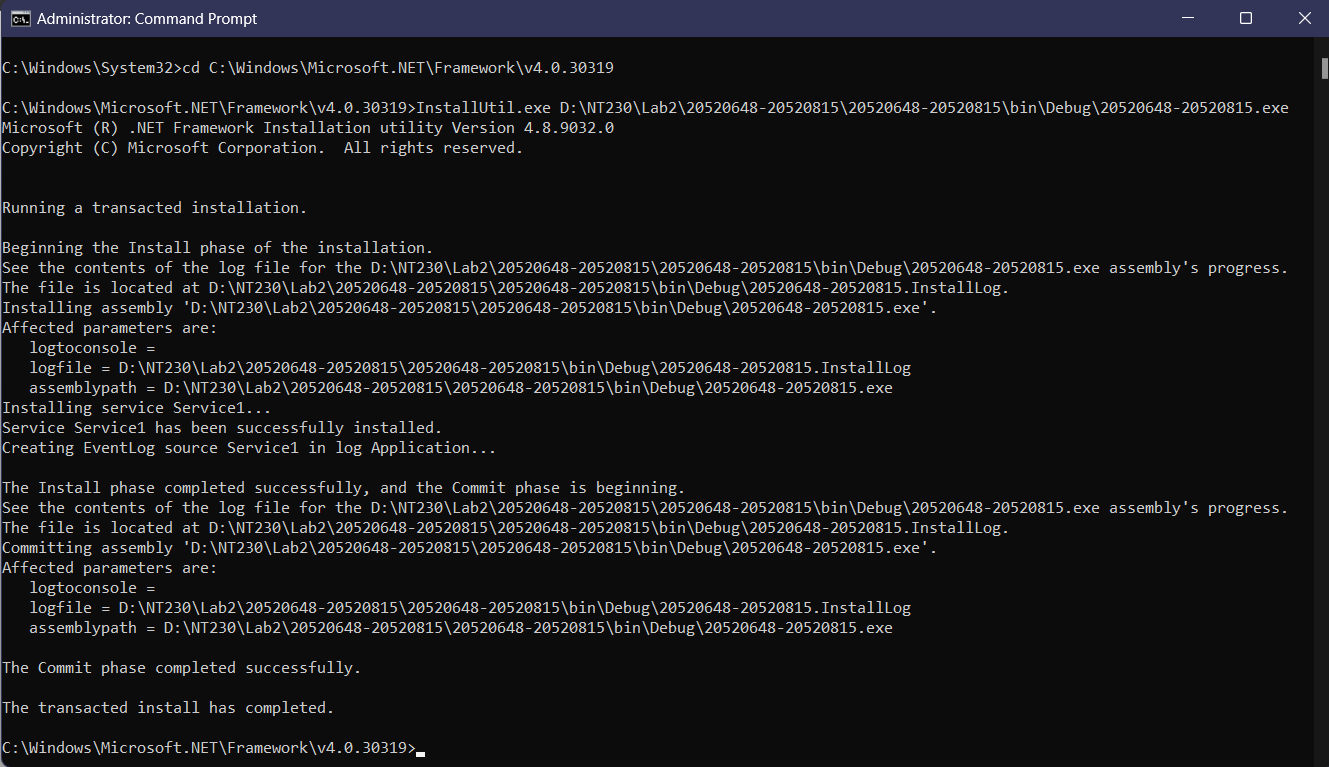 Administrator: Command Prompt
C:\Windows\System32>cd C:\Windows\Microsoft.NET\Framework\v4.0.30319
C:\Windows\Microsoft.NET\Framework\v4.0.30319>InstallUtil.exe D:\NT230\Lab2\20520648-20520815\20520648-20520815\bin\Debug\20520648-20520815.exe
Microsoft (R) .NET Framework Installation utility Version 4.8.9032.0
Copyright (C) Microsoft Corporation.  All rights reserved.
Running a transacted installation.
Beginning the Install phase of the installation.
See the contents of the log file for the D:\NT230\Lab2\20520648-20520815\20520648-20520815\bin\Debug\20520648-20520815.exe assembly's progress.
The file is located at D:\NT230\Lab2\20520648-20520815\20520648-20520815\bin\Debug\20520648-20520815.InstallLog.
Installing assembly 'D:\NT230\Lab2\20520648-20520815\20520648-20520815\bin\Debug\20520648-20520815.exe'.
Affected parameters are:
   logtoconsole =
   logfile = D:\NT230\Lab2\20520648-20520815\20520648-20520815\bin\Debug\20520648-20520815.InstallLog
   assemblypath = D:\NT230\Lab2\20520648-20520815\20520648-20520815\bin\Debug\20520648-20520815.exe
Installing service Service1...
Service Service1 has been successfully installed.
Creating EventLog source Service1 in log Application...
The Install phase completed successfully, and the Commit phase is beginning.
See the contents of the log file for the D:\NT230\Lab2\20520648-20520815\20520648-20520815\bin\Debug\20520648-20520815.exe assembly's progress.
The file is located at D:\NT230\Lab2\20520648-20520815\20520648-20520815\bin\Debug\20520648-20520815.InstallLog.
Committing assembly 'D:\NT230\Lab2\20520648-20520815\20520648-20520815\bin\Debug\20520648-20520815.exe'.
Affected parameters are:
   logtoconsole =
   logfile = D:\NT230\Lab2\20520648-20520815\20520648-20520815\bin\Debug\20520648-20520815.InstallLog
   assemblypath = D:\NT230\Lab2\20520648-20520815\20520648-20520815\bin\Debug\20520648-20520815.exe
The Commit phase completed successfully.
The transacted install has completed.
C:\Windows\Microsoft.NET\Framework\v4.0.30319>